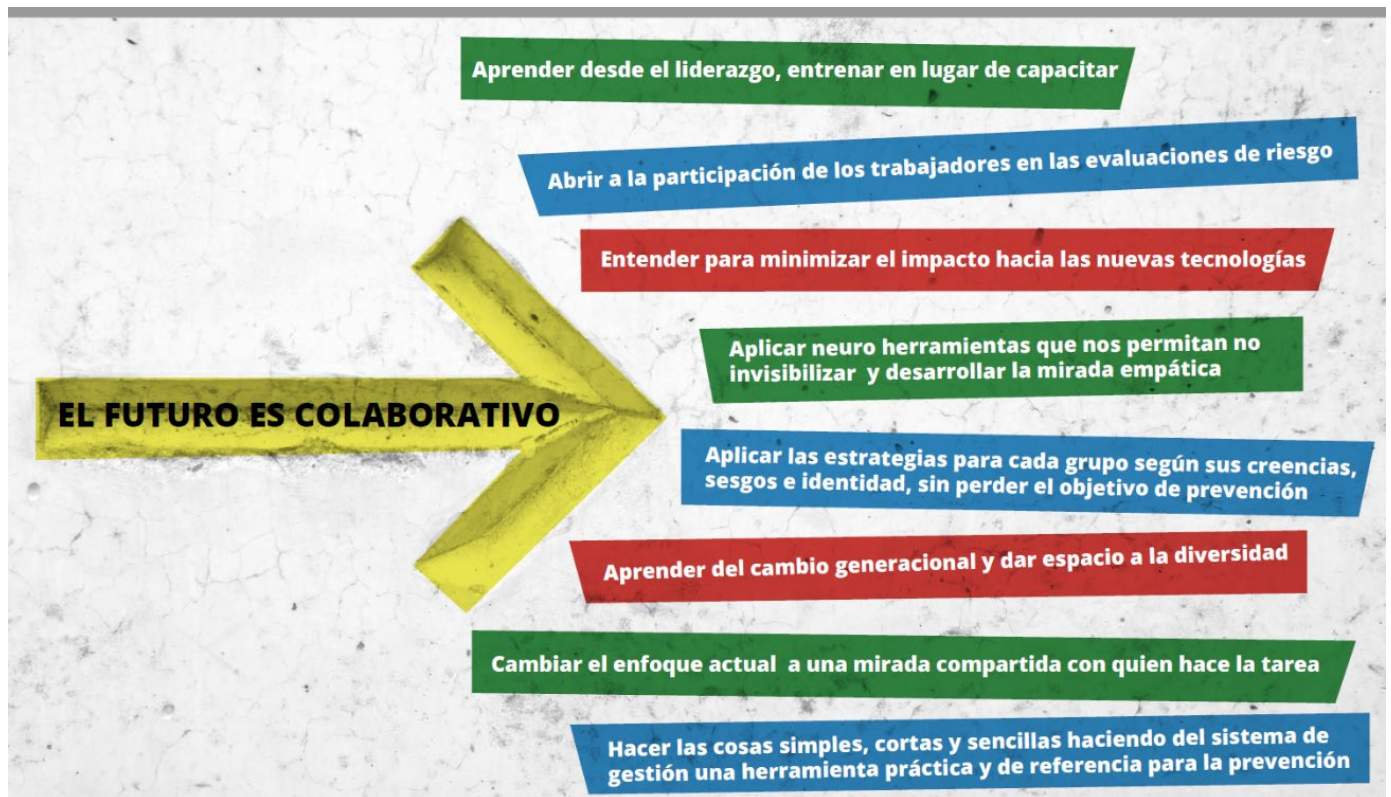 Aprender desde el liderazgo, entrenar en lugar de capacitar
Abrir a la participación de los trabajadores en las evaluaciones de riesgo
Entender para minimizar el impacto hacia las nuevas tecnologías
Aplicar neuro herramientas que nos permitan no
invisibilizar y desarrollar la mirada empática
EL FUTURO ES COLABORATIVO
Aplicar las estrategias para cada grupo según sus creencias,
sesgos e identidad, sin perder el objetivo de prevención
Aprender del cambio generacional y dar espacio a la diversidad
Cambiar el enfoque actual a una mirada compartida con quien hace la tarea
Hacer las cosas simples, cortas y sencillas haciendo del sistema de
gestión una herramienta práctica y de referencia para la prevención